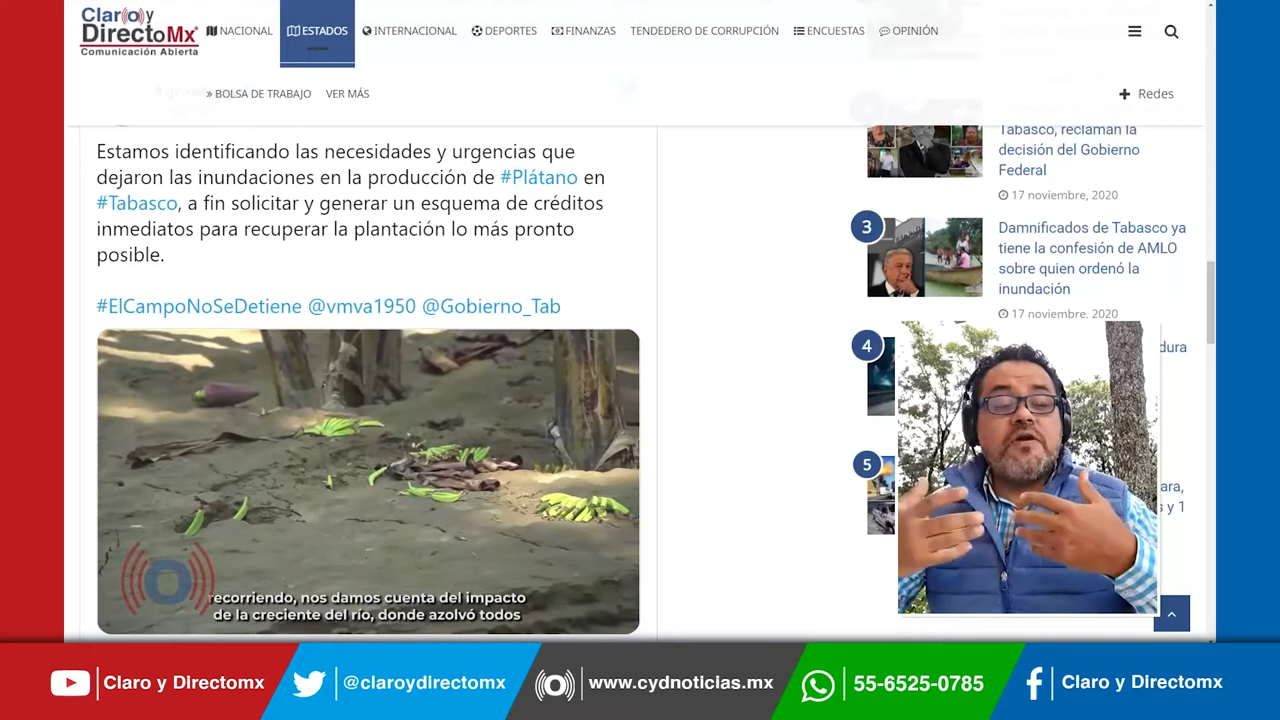 Claro y
DirectoMx
Comunicación Abierta
NACIONAL
ESTADOS
INTERNACIONAL
DEPORTES
FINANZAS
TENDEDERO DE CORRUPCIÓN
ENCUESTAS
OPINIÓN
» BOLSA DE TRABAJO
VER MÁS
+ Redes
Estamos identificando las necesidades y urgencias que
dejaron las inundaciones en la producción de #Plátano en
#Tabasco, a fin solicitar y generar un esquema de créditos
inmediatos para recuperar la plantación lo más pronto
posible.
#ElCampoNoSeDetiene @vmva1950 @Gobierno_Tab
recorriendo, nos damos cuenta del impacto
de la creciente del río, donde azolvó todos
Tabasco, reclaman la
decisión del Gobierno
Federal
17 noviembre, 2020
3
Damnificados de Tabasco ya
tiene la confesión de AMLO
sobre quien ordenó la
inundación
17 noviembre, 2020
4
dura
5
ara,
s y 1
Claro y Directomx
@claroydirectomx
www.cydnoticias.mx
55-6525-0785
Claro y Directomx